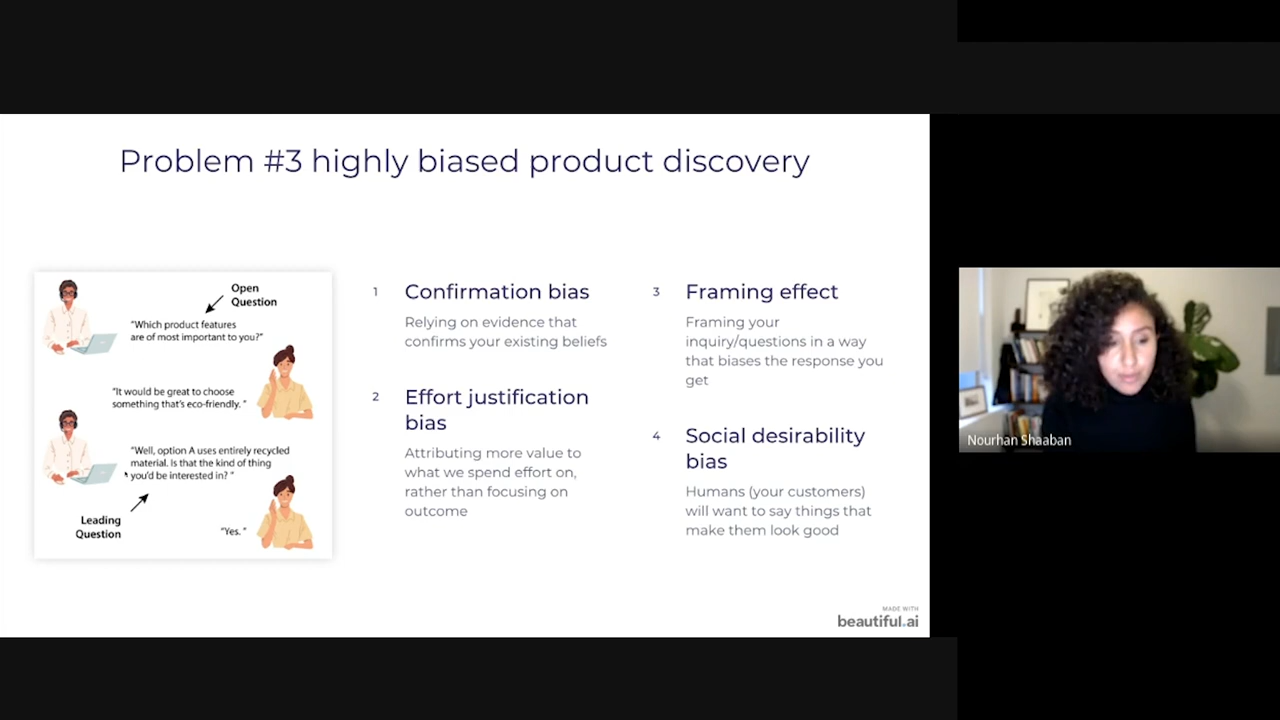 Problem #3 highly biased product discovery
Open
Question
"Which product features
are of most important to you?"
"It would be great to choose
something that's eco-friendly. "
"Well, option A uses entirely recycled
material. Is that the kind of thing
you'd be interested in? "
Leading
Question
"Yes. "
1 Confirmation bias
Relying on evidence that
confirms your existing beliefs
2 Effort justification
bias
Attributing more value to
what we spend effort on,
rather than focusing on
outcome
3 Framing effect
Framing your
inquiry/questions in a way
that biases the response you
get
4 Social desirability
bias
Humans (your customers)
will want to say things that
make them look good
MADE WITH
beautiful.ai
Nourhan Shaaban